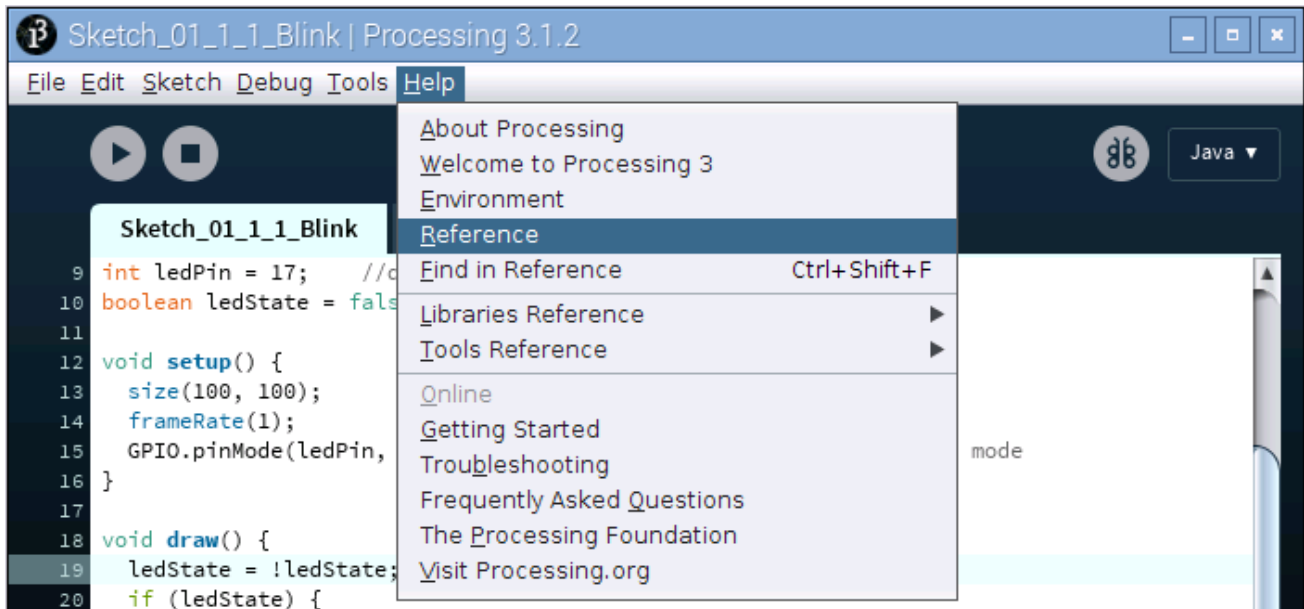 Sketch_01_1_1_Blink | Processing 3.1.2
File Edit Sketch Debug Tools Help
About Processing
Welcome to Processing 3
Environment
Reference
Find in Reference Ctrl+Shift+F
Libraries Reference
Tools Reference
Online
Getting Started
Troubleshooting
Frequently Asked Questions
The Processing Foundation
Visit Processing.org
Java ▾
Sketch_01_1_1_Blink
9 int ledPin = 17; //
10 boolean ledState = fals
11
12 void setup() {
13 size(100, 100);
14 frameRate(1);
15 GPIO.pinMode(ledPin, mode
16 }
17
18 void draw() {
19 ledState = !ledState;
20 if (ledState) {